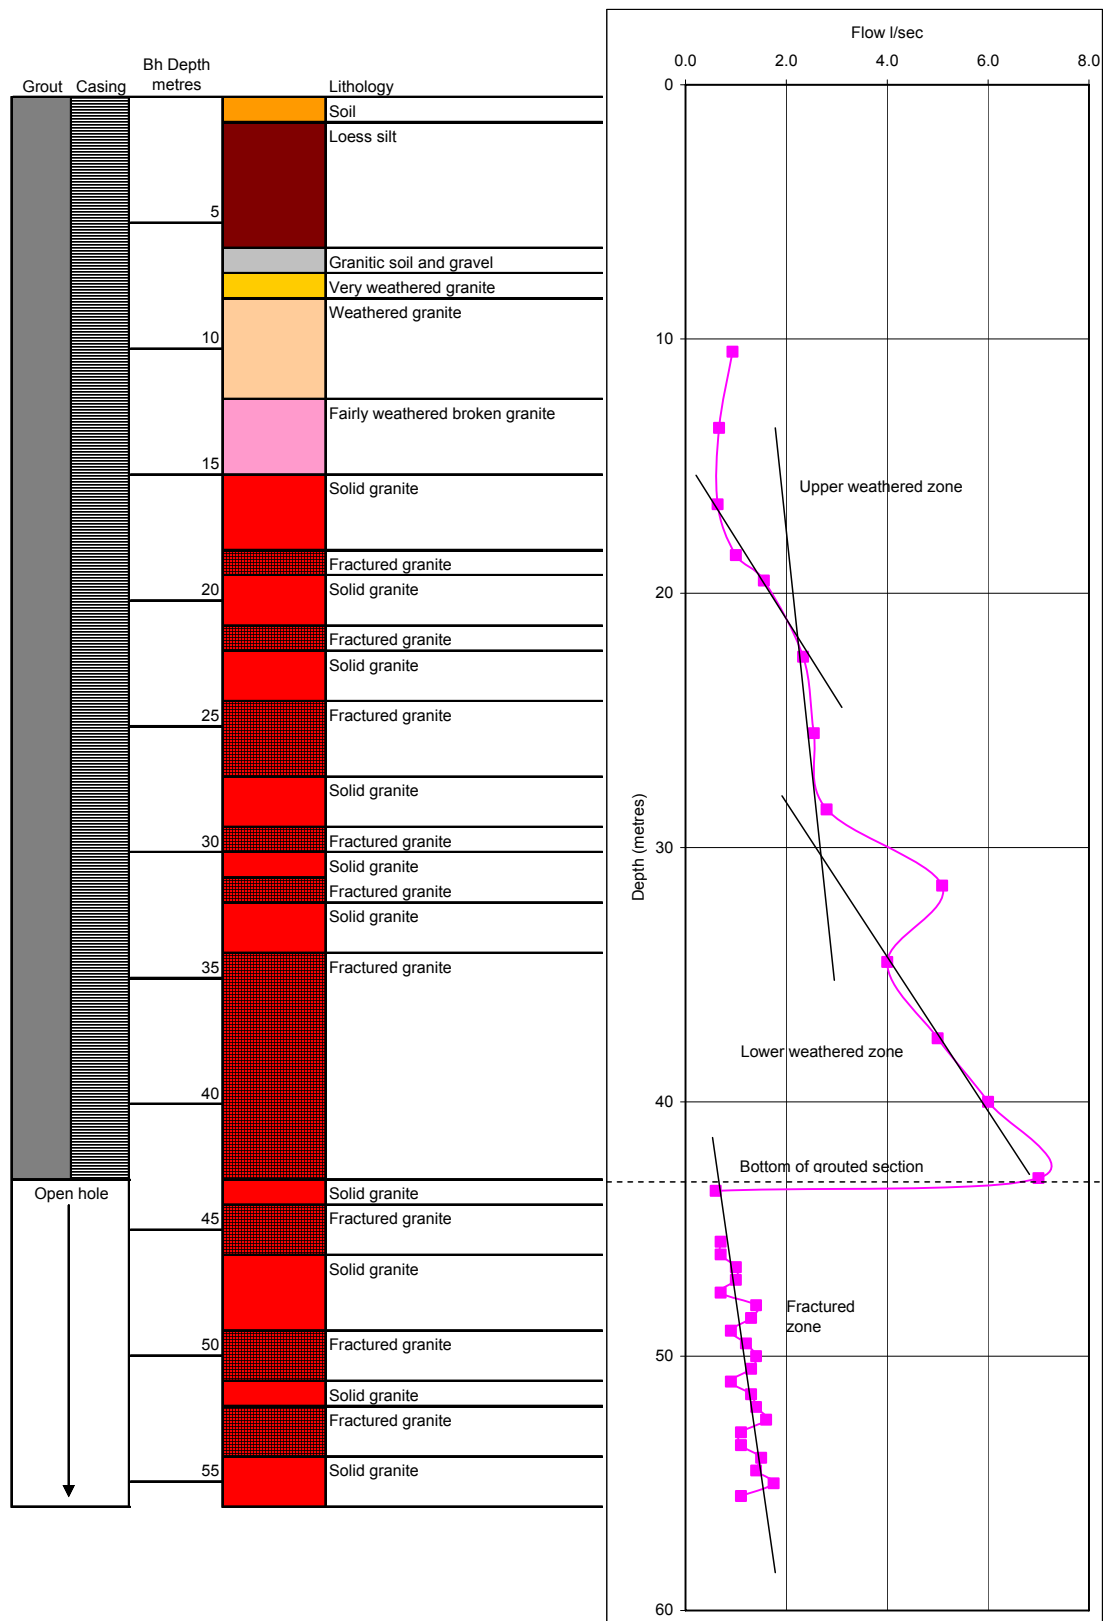 Grout
Casing
Bh Depth
metres
Lithology
Soil
Loess silt
5
Granitic soil and gravel
Very weathered granite
Weathered granite
10
Fairly weathered broken granite
15
Solid granite
Fractured granite
20
Solid granite
Fractured granite
Solid granite
25
Fractured granite
Solid granite
30
Fractured granite
Solid granite
Fractured granite
Solid granite
35
Fractured granite
40
Open hole
Solid granite
45
Fractured granite
Solid granite
50
Fractured granite
Solid granite
Fractured granite
55
Solid granite
Flow l/sec
0.0
2.0
4.0
6.0
8.0
0
10
20
30
40
50
60
Depth (metres)
Upper weathered zone
Lower weathered zone
Bottom of grouted section
Fractured
zone